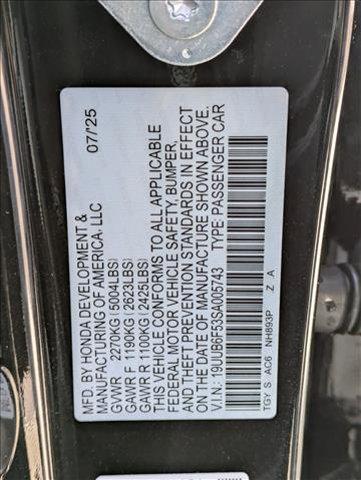 MFD. BY HONDA DEVELOPMENT & 07/'25
MANUFACTURING OF AMERICA, LLC
GVWR 2270KG(5004LBS)
GAWR F 1190KG(2623LBS)
GAWR R 1100KG(2425LBS)
THIS VEHICLE CONFORMS TO ALL APPLICABLE
FEDERAL MOTOR VEHICLE SAFETY, BUMPER,
AND THEFT PREVENTION STANDARDS IN EFFECT
ON THE DATE OF MANUFACTURE SHOWN ABOVE.
V.I.N.: 19UUB6F53SA005743 TYPE: PASSENGER CAR
TGY S AC6 NH893P Z A